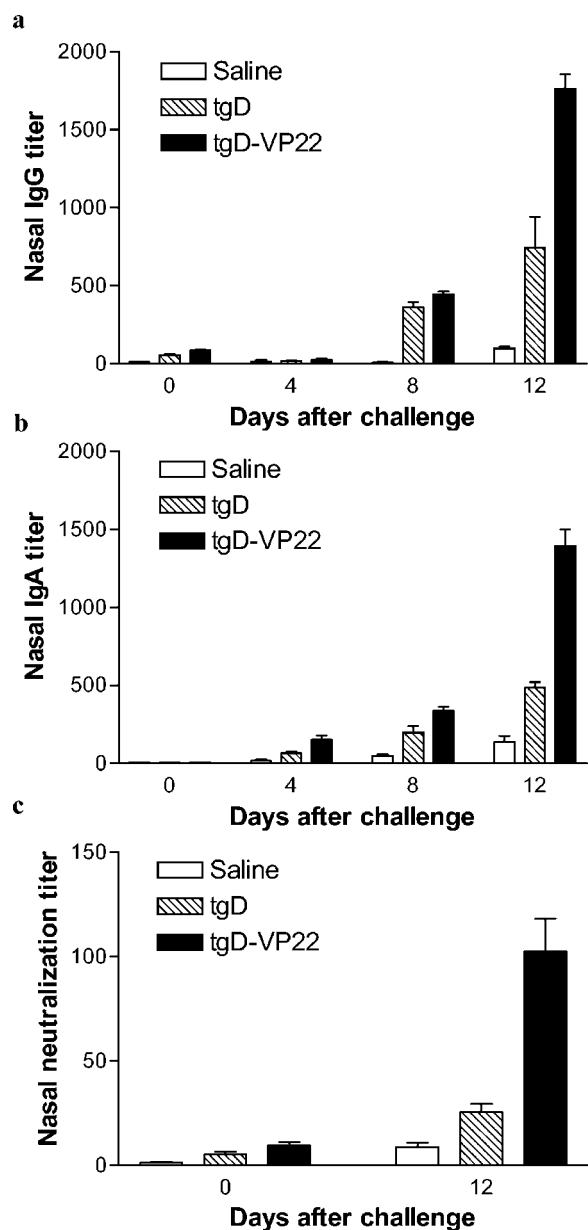 a
Nasal IgG titer
2000
1500
1000
500
0
Saline
tgD
tgD-VP22
0 4 8 12
Days after challenge
b
Nasal IgA titer
2000
1500
1000
500
0
Saline
tgD
tgD-VP22
0 4 8 12
Days after challenge
c
Nasal neutralization titer
150
100
50
0
Saline
tgD
tgD-VP22
0 12
Days after challenge